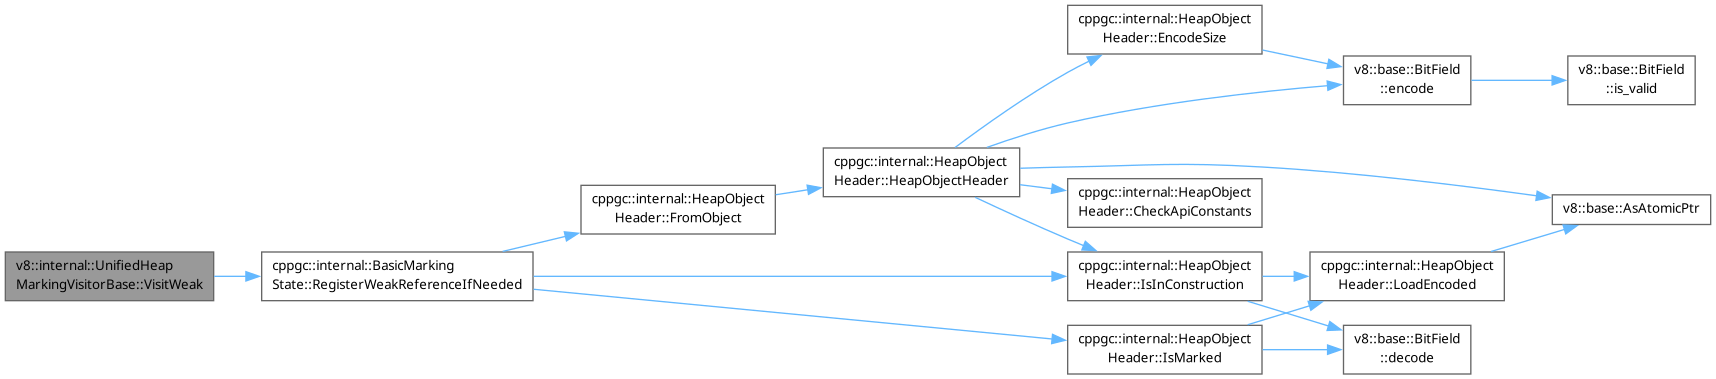 cppgc::internal::HeapObject
Header::EncodeSize
v8::base::BitField
::encode
v8::base::BitField
::is_valid
cppgc::internal::HeapObject
Header::HeapObjectHeader
cppgc::internal::HeapObject
Header::CheckApiConstants
cppgc::internal::HeapObject
Header::FromObject
v8::base::AsAtomicPtr
v8::internal::UnifiedHeap
MarkingVisitorBase::VisitWeak
cppgc::internal::BasicMarking
State::RegisterWeakReferenceIfNeeded
cppgc::internal::HeapObject
Header::IsInConstruction
cppgc::internal::HeapObject
Header::LoadEncoded
cppgc::internal::HeapObject
Header::IsMarked
v8::base::BitField
::decode